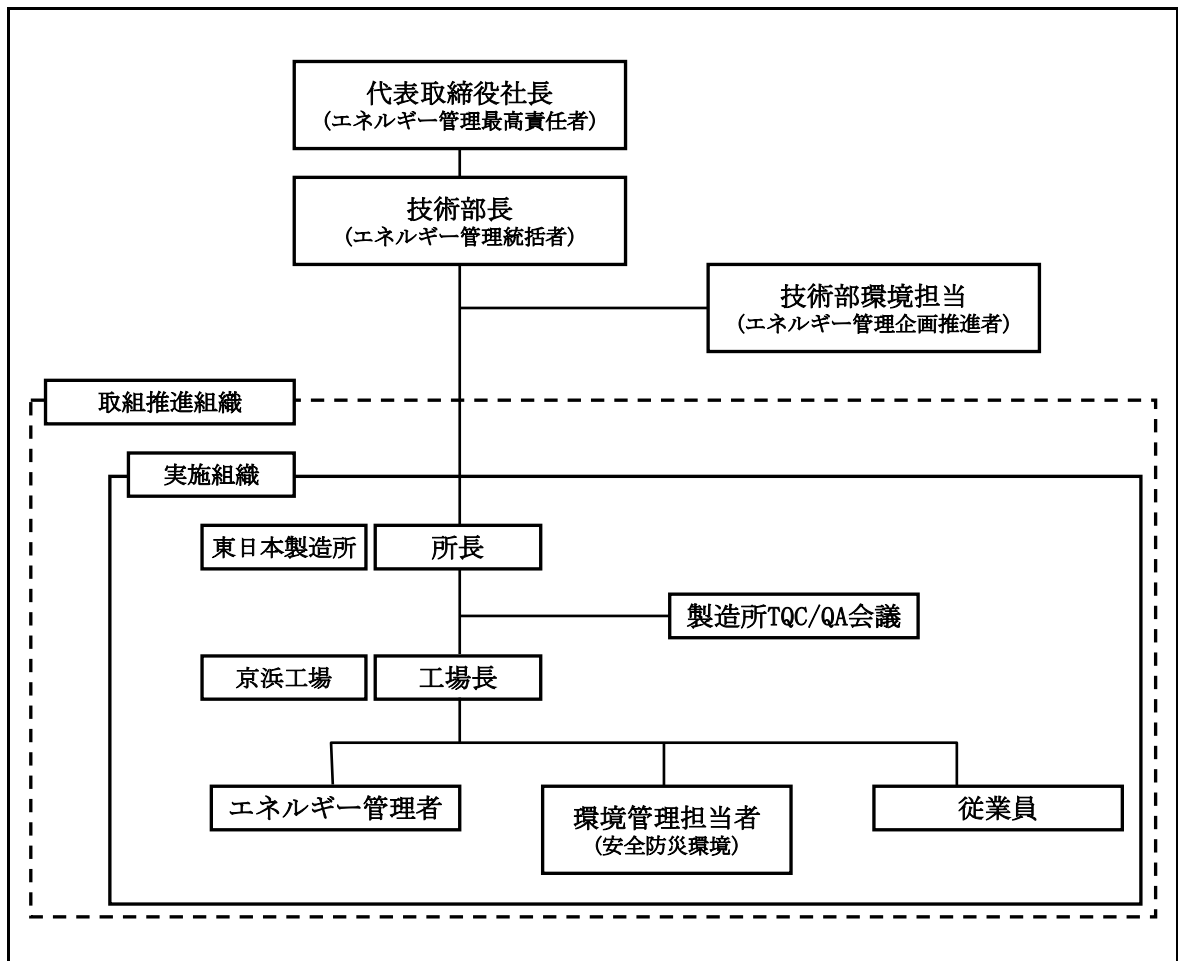 代表取締役社長
(エネルギー管理最高責任者)
技術部長
(エネルギー管理統括者)
技術部環境担当
(エネルギー管理企画推進者)
取組推進組織
実施組織
東日本製造所
所長
製造所TQC/QA会議
京浜工場
工場長
エネルギー管理者
環境管理担当者
(安全防災環境)
従業員